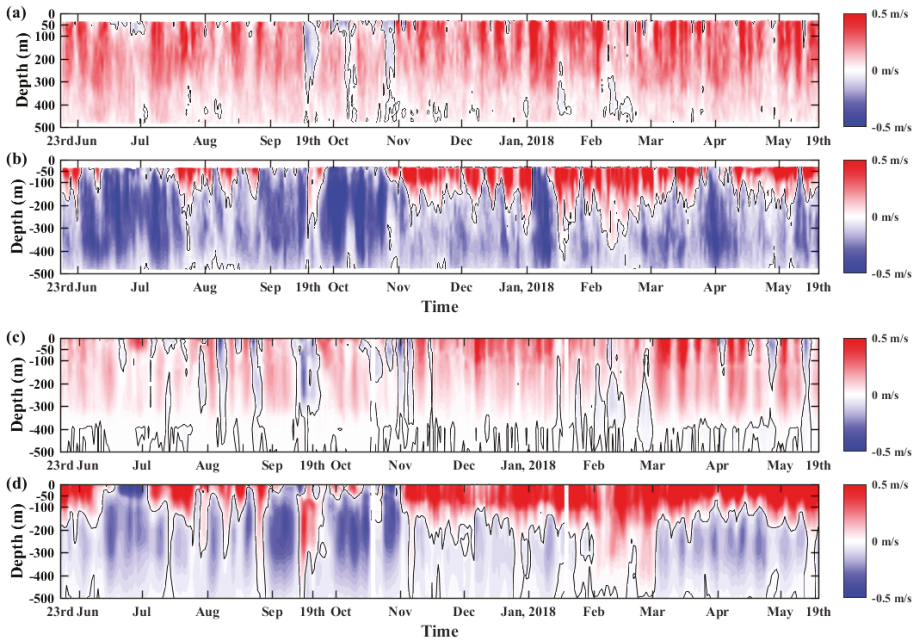 (a)
Depth (m)
0
-50
100
200
300
400
500
23rd Jun Jul Aug Sep 19th Oct Nov Dec Jan, 2018 Feb Mar Apr May 19th
0.5 m/s
0 m/s
-0.5 m/s
(b)
Depth (m)
0
-50
-100
-200
-300
-400
-500
23rd Jun Jul Aug Sep 19th Oct Nov Dec Jan, 2018 Feb Mar Apr May 19th
Time
0.5 m/s
0 m/s
-0.5 m/s
(c)
Depth (m)
0
-50
-100
-200
-300
-400
-500
23rd Jun Jul Aug Sep 19th Oct Nov Dec Jan, 2018 Feb Mar Apr May 19th
0.5 m/s
0 m/s
-0.5 m/s
(d)
Depth (m)
0
-50
-100
-200
-300
-400
-500
23rd Jun Jul Aug Sep 19th Oct Nov Dec Jan, 2018 Feb Mar Apr May 19th
Time
0.5 m/s
0 m/s
-0.5 m/s